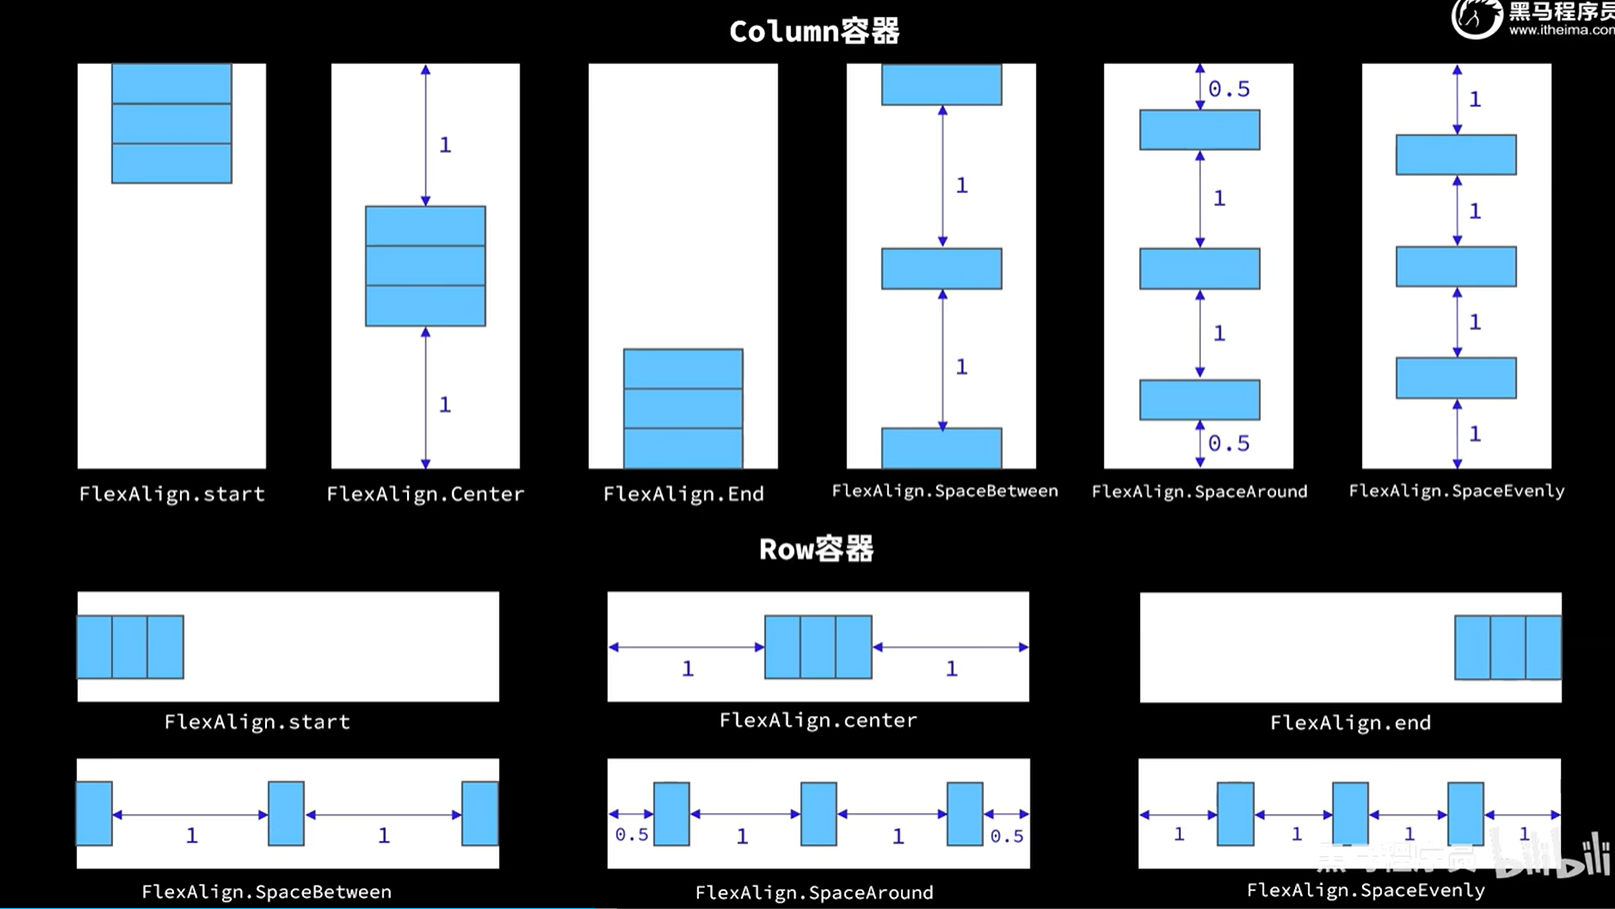 Column容器
黑马程序员
www.itheima.com
1
1
1
1
0.5
1
1
0.5
1
1
1
1
FlexAlign.start
FlexAlign.Center
FlexAlign.End
FlexAlign.SpaceBetween
FlexAlign.SpaceAround
FlexAlign.SpaceEvenly
Row容器
1
1
FlexAlign.start
FlexAlign.center
FlexAlign.end
1
1
0.5
1
1
0.5
1
1
1
1
黑马程序员 bilibili
FlexAlign.SpaceBetween
FlexAlign.SpaceAround
FlexAlign.SpaceEvenly